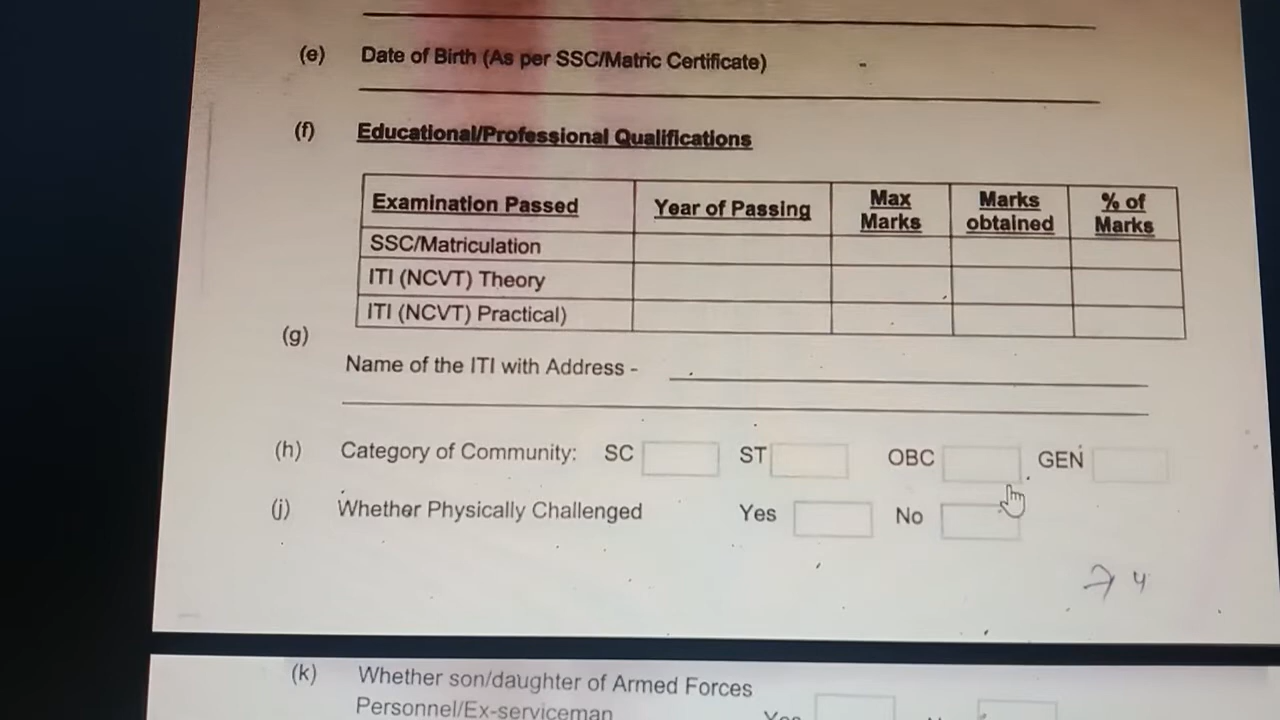 (e) Date of Birth (As per SSC/Matric Certificate) -
(f) Educational/Professional Qualifications
Examination Passed Year of Passing Max Marks Marks obtained % of Marks
SSC/Matriculation
ITI (NCVT) Theory
ITI (NCVT) Practical)
(g)
Name of the ITI with Address -
(h) Category of Community: SC ST OBC GEN
(j) Whether Physically Challenged Yes No
(k) Whether son/daughter of Armed Forces
Personnel/Ex-serviceman Yes